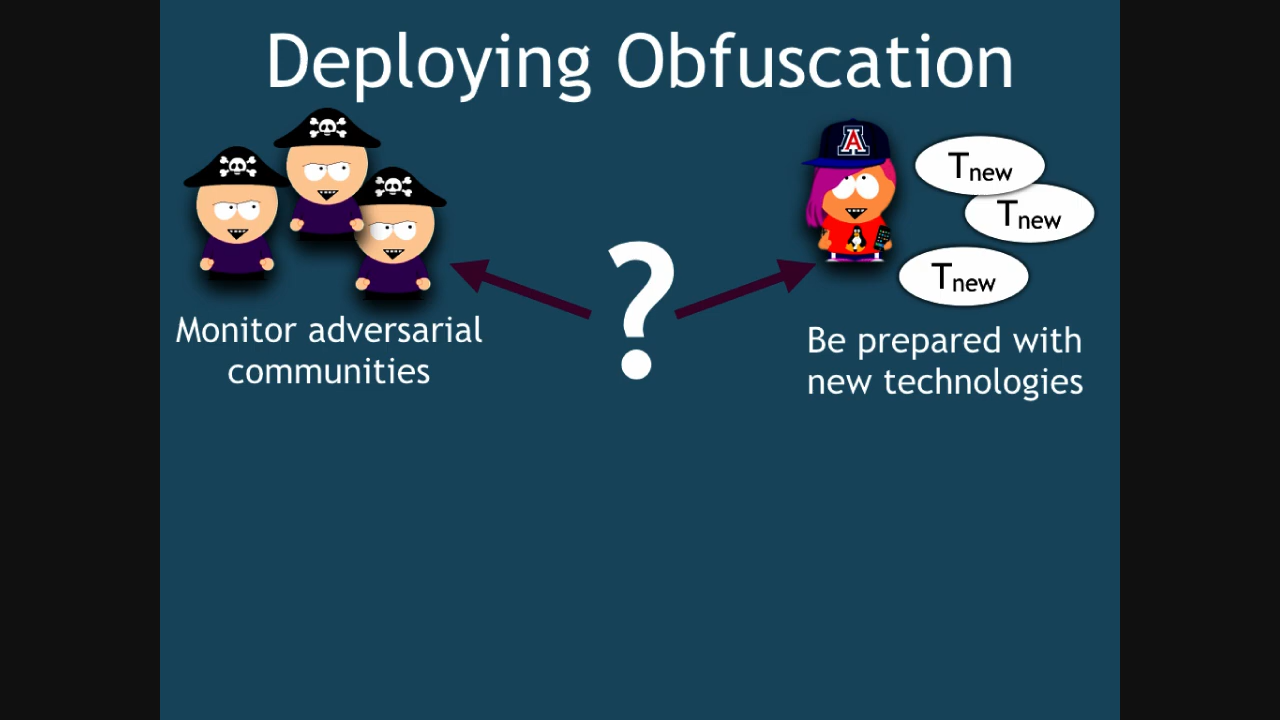 Deploying Obfuscation
A
Tnew
Tnew
Tnew
?
Monitor adversarial
communities
Be prepared with
new technologies